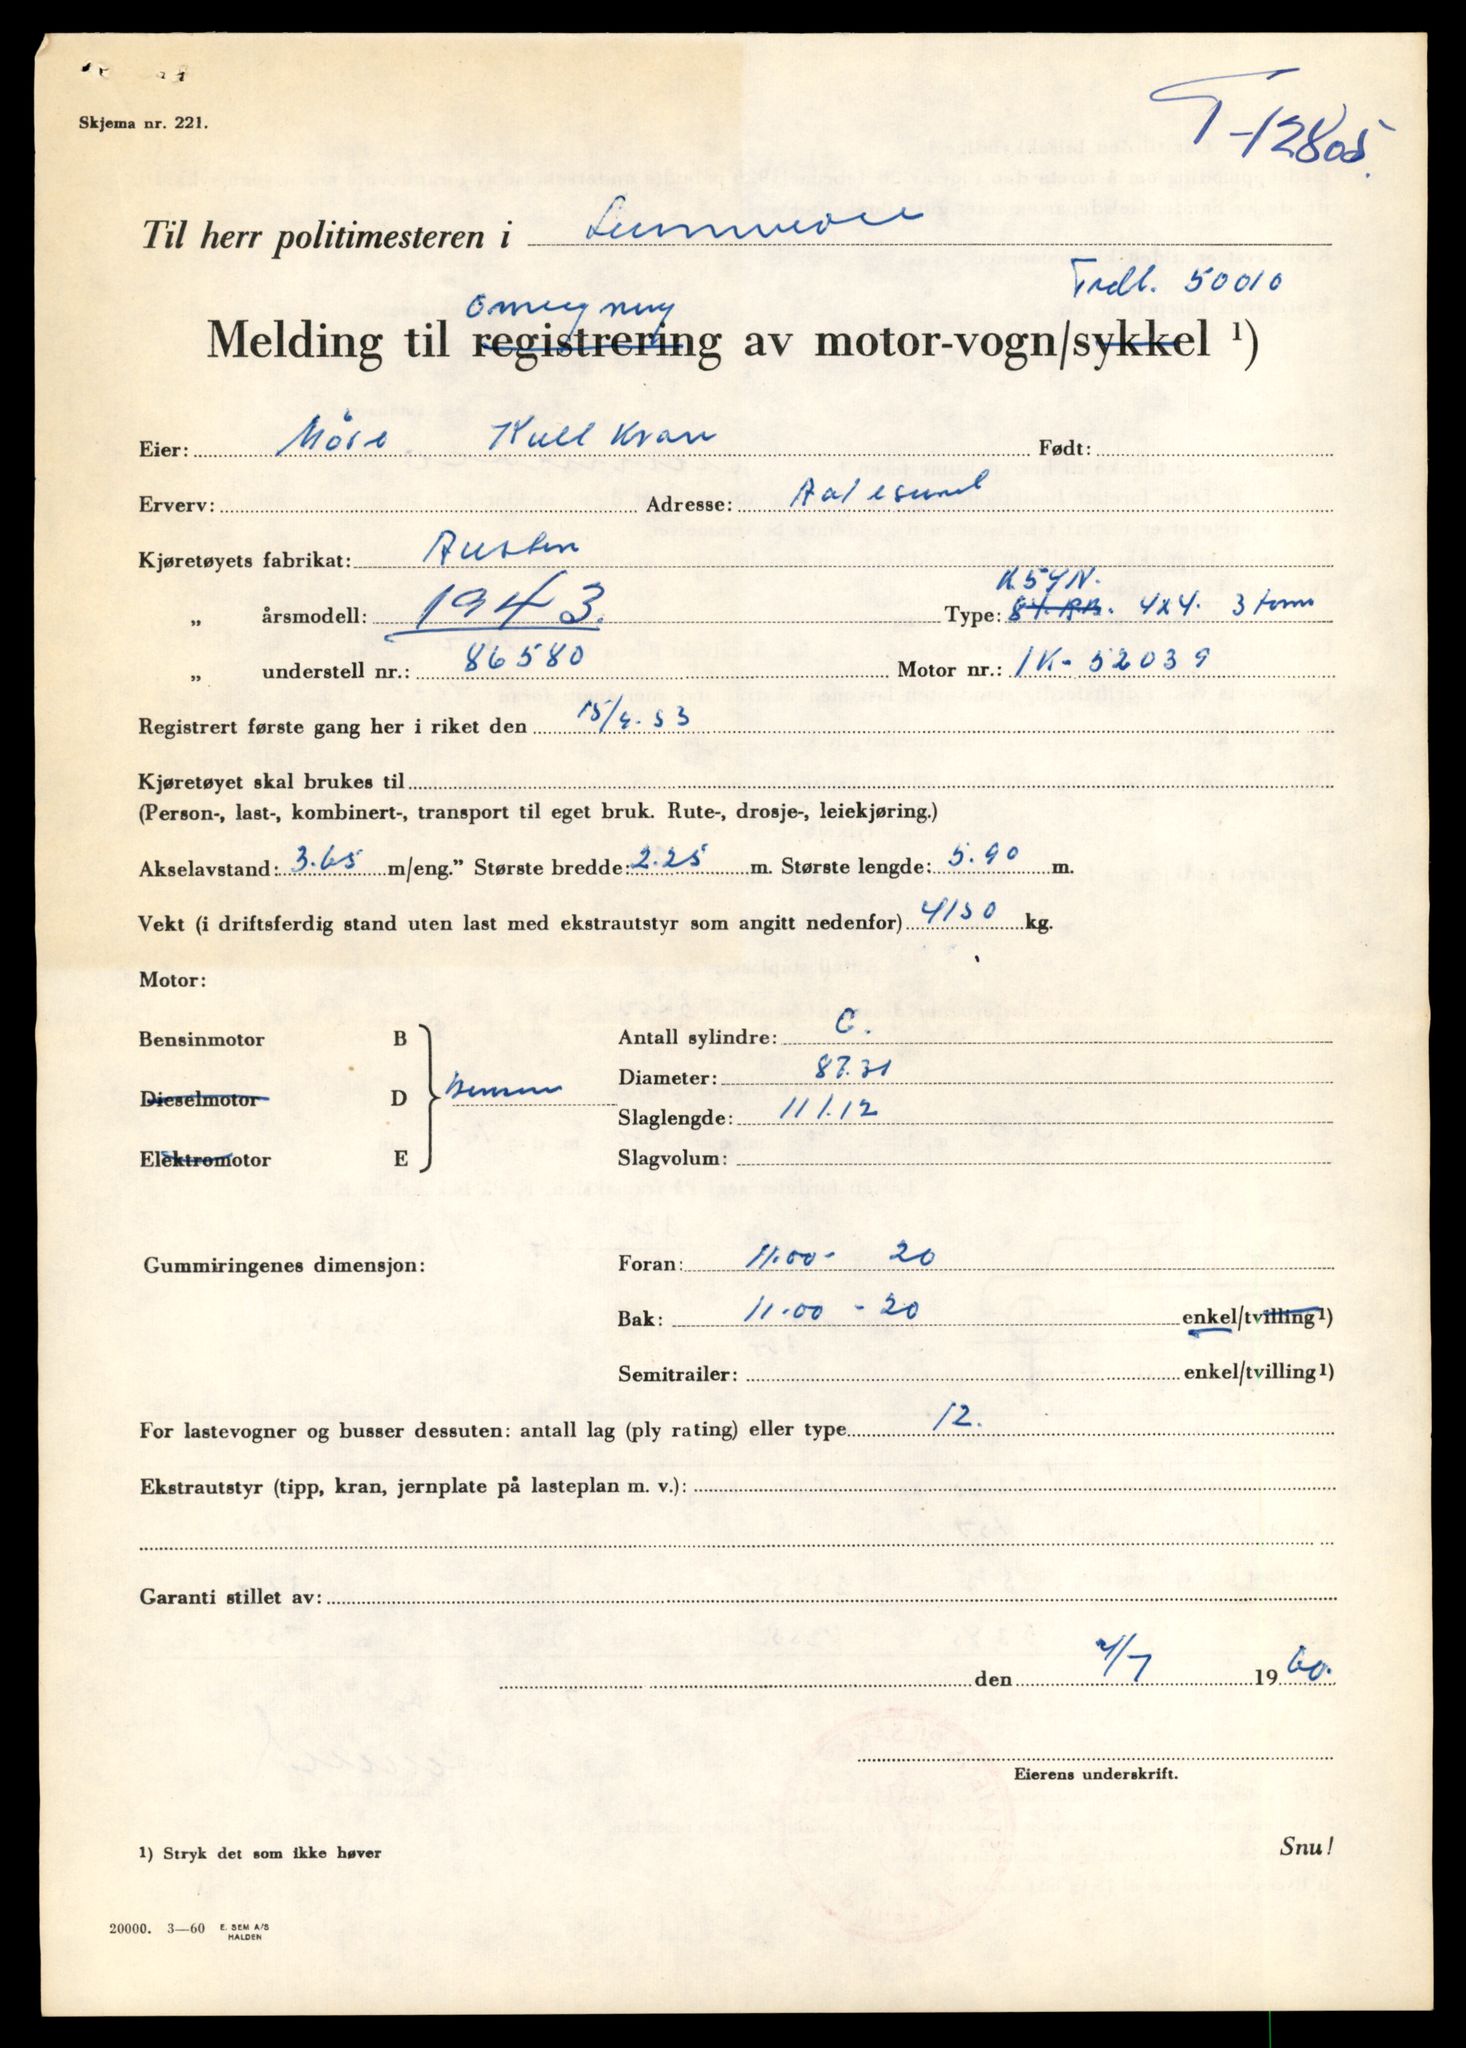 Skjema nr. 221.
T-12805.
Til herr politimesteren i Sunnmøre
Tradl. 50010
omregning
Melding til registrering av motor-vogn/sykkel ¹)
Eier: Möre Kull Kran Født:
Erverv: Adresse: Aalesund
Kjøretøyets fabrikat: Austin
K5YN.
„ årsmodell: 1943. Type: 4x4. 3 tonn
„ understell nr.: 86580 Motor nr.: 1K-52039
Registrert første gang her i riket den 15/4.53
Kjøretøyet skal brukes til
(Person-, last-, kombinert-, transport til eget bruk. Rute-, drosje-, leiekjøring.)
Akselavstand: 3.65 m/eng." Største bredde: 2.25 m. Største lengde: 5.90 m.
Vekt (i driftsferdig stand uten last med ekstrautstyr som angitt nedenfor) 4150 kg.
Motor:
Bensinmotor B Antall sylindre: 6.
Diameter: 87.31
Dieselmotor D Bensin
Slaglengde: 111.12
Elektromotor E Slagvolum:
Gummiringenes dimensjon: Foran: 11.00- 20
Bak: 11.00-20 enkel/tvilling¹)
Semitrailer: enkel/tvilling¹)
For lastevogner og busser dessuten: antall lag (ply rating) eller type 12.
Ekstrautstyr (tipp, kran, jernplate på lasteplan m. v.):
Garanti stillet av:
den 4/7 1960.
Eierens underskrift.
1) Stryk det som ikke høver
Snu!
20000. 3—60 E. SEM A/S
HALDEN